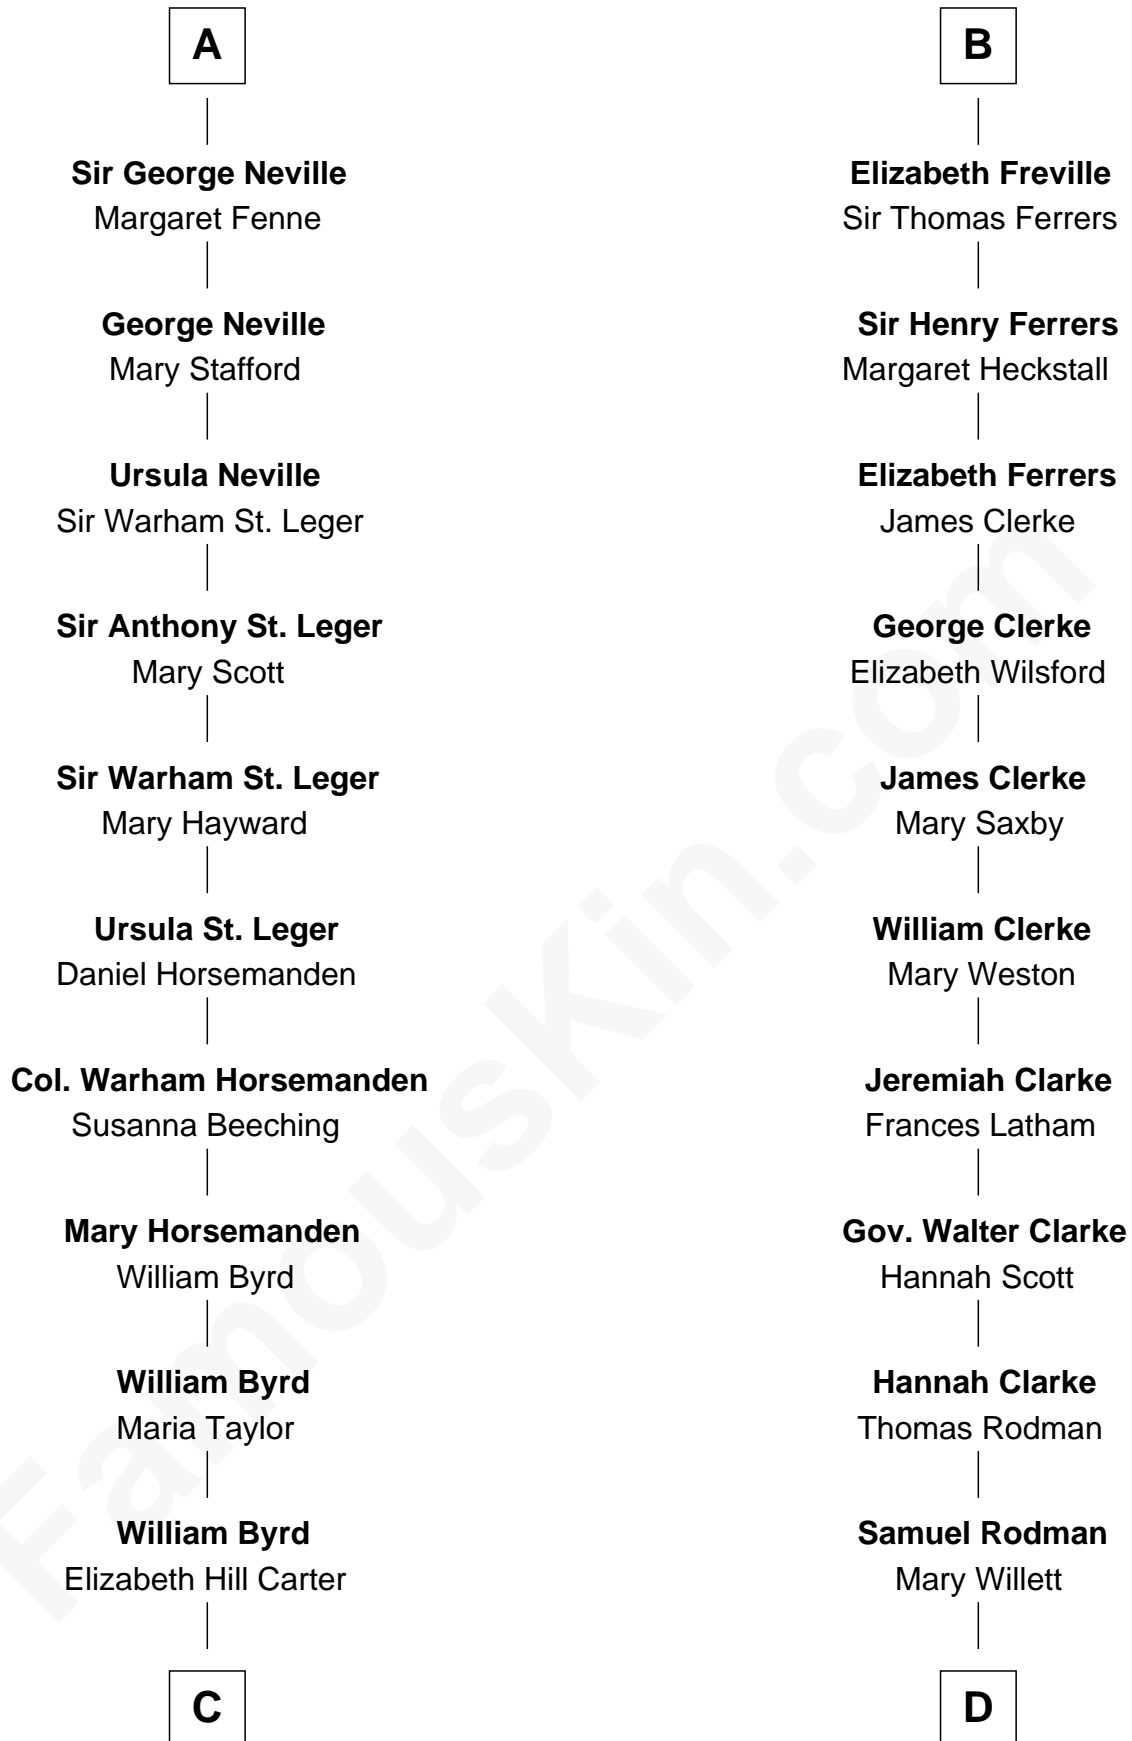 A
Sir George Neville
Margaret Fenne
George Neville
Mary Stafford
Ursula Neville
Sir Warham St. Leger
Sir Anthony St. Leger
Mary Scott
Sir Warham St. Leger
Mary Hayward
Ursula St. Leger
Daniel Horsemanden
Col. Warham Horsemanden
Susanna Beeching
Mary Horsemanden
William Byrd
William Byrd
Maria Taylor
William Byrd
Elizabeth Hill Carter
C
B
Elizabeth Freville
Sir Thomas Ferrers
Sir Henry Ferrers
Margaret Heckstall
Elizabeth Ferrers
James Clerke
George Clerke
Elizabeth Wilsford
James Clerke
Mary Saxby
William Clerke
Mary Weston
Jeremiah Clarke
Frances Latham
Gov. Walter Clarke
Hannah Scott
Hannah Clarke
Thomas Rodman
Samuel Rodman
Mary Willett
D
FamousKin.com